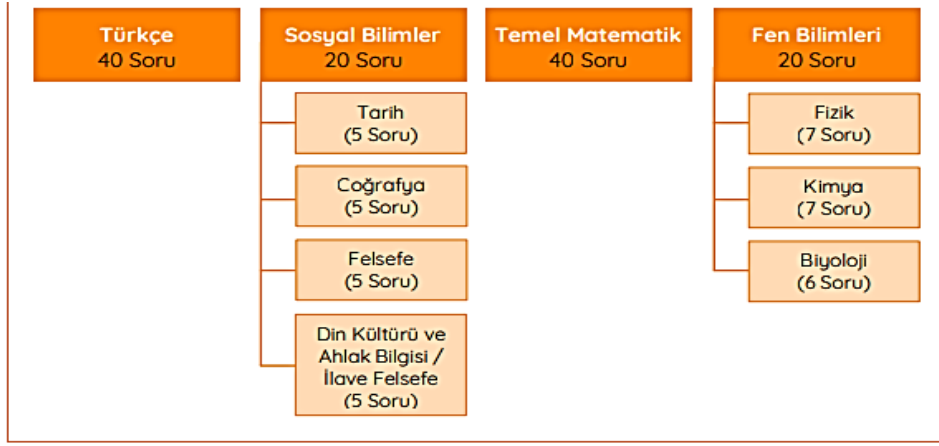 Türkçe
40 Soru
Sosyal Bilimler
20 Soru
Tarih
(5 Soru)
Coğrafya
(5 Soru)
Felsefe
(5 Soru)
Din Kültürü ve
Ahlak Bilgisi /
İlave Felsefe
(5 Soru)
Temel Matematik
40 Soru
Fen Bilimleri
20 Soru
Fizik
(7 Soru)
Kimya
(7 Soru)
Biyoloji
(6 Soru)